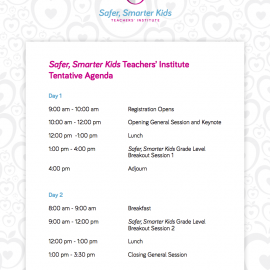 Safer, Smarter Kids
TEACHERS' INSTITUTE
Safer, Smarter Kids Teachers' Institute
Tentative Agenda
Day 1
9:00 am - 10:00 am Registration Opens
10:00 am - 12:00 pm Opening General Session and Keynote
12:00 pm -1:00 pm Lunch
1:00 pm - 4:00 pm Safer, Smarter Kids Grade Level
Breakout Session 1
4:00 pm Adjourn
Day 2
8:00 am - 9:00 am Breakfast
9:00 am - 12:00 pm Safer, Smarter Kids Grade Level
Breakout Session 2
12:00 pm - 1:00 pm Lunch
1:00 pm - 3:30 pm Closing General Session